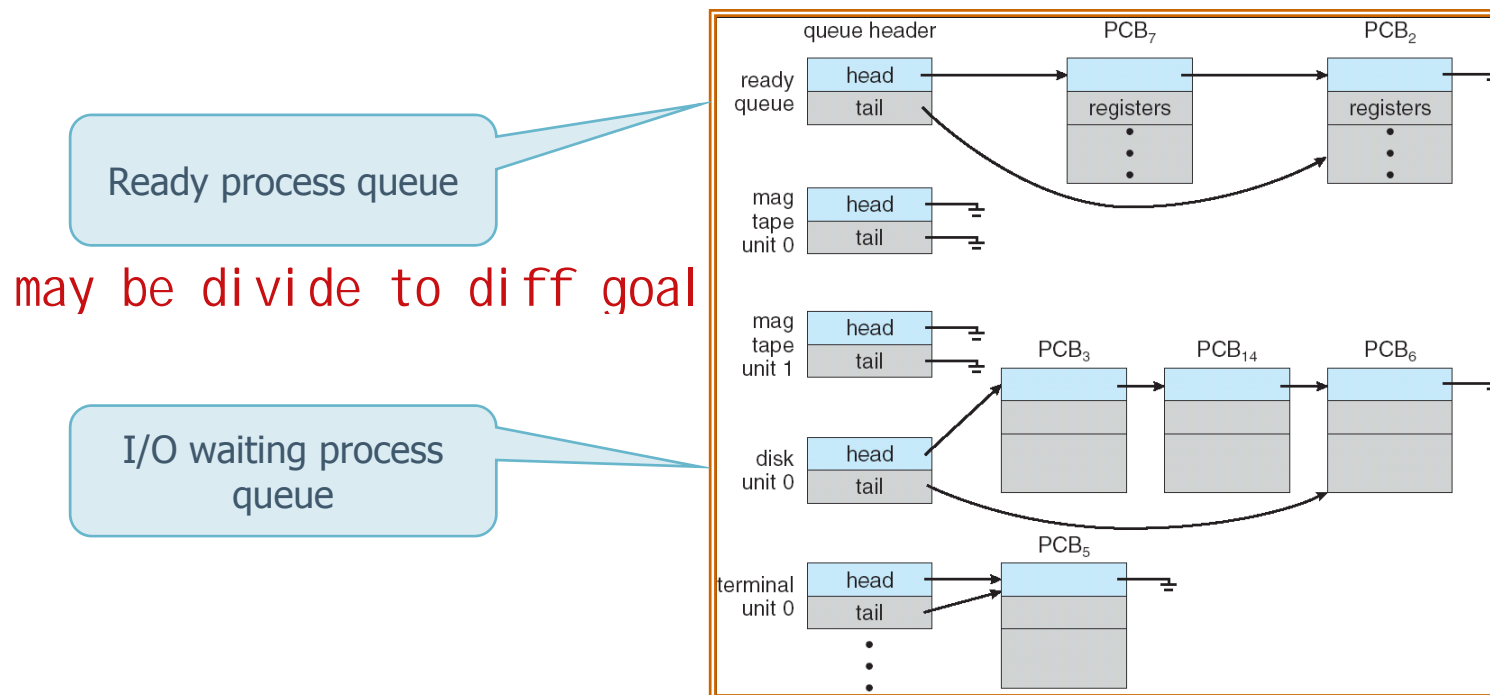 Ready process queue
may be divide to diff goal
I/O waiting process
queue
queue header
PCB7
PCB2
ready
queue
head
tail
registers
registers
mag
tape
unit 0
head
tail
mag
tape
unit 1
head
tail
PCB3
PCB14
PCB6
disk
unit 0
head
tail
PCB5
terminal
unit 0
head
tail